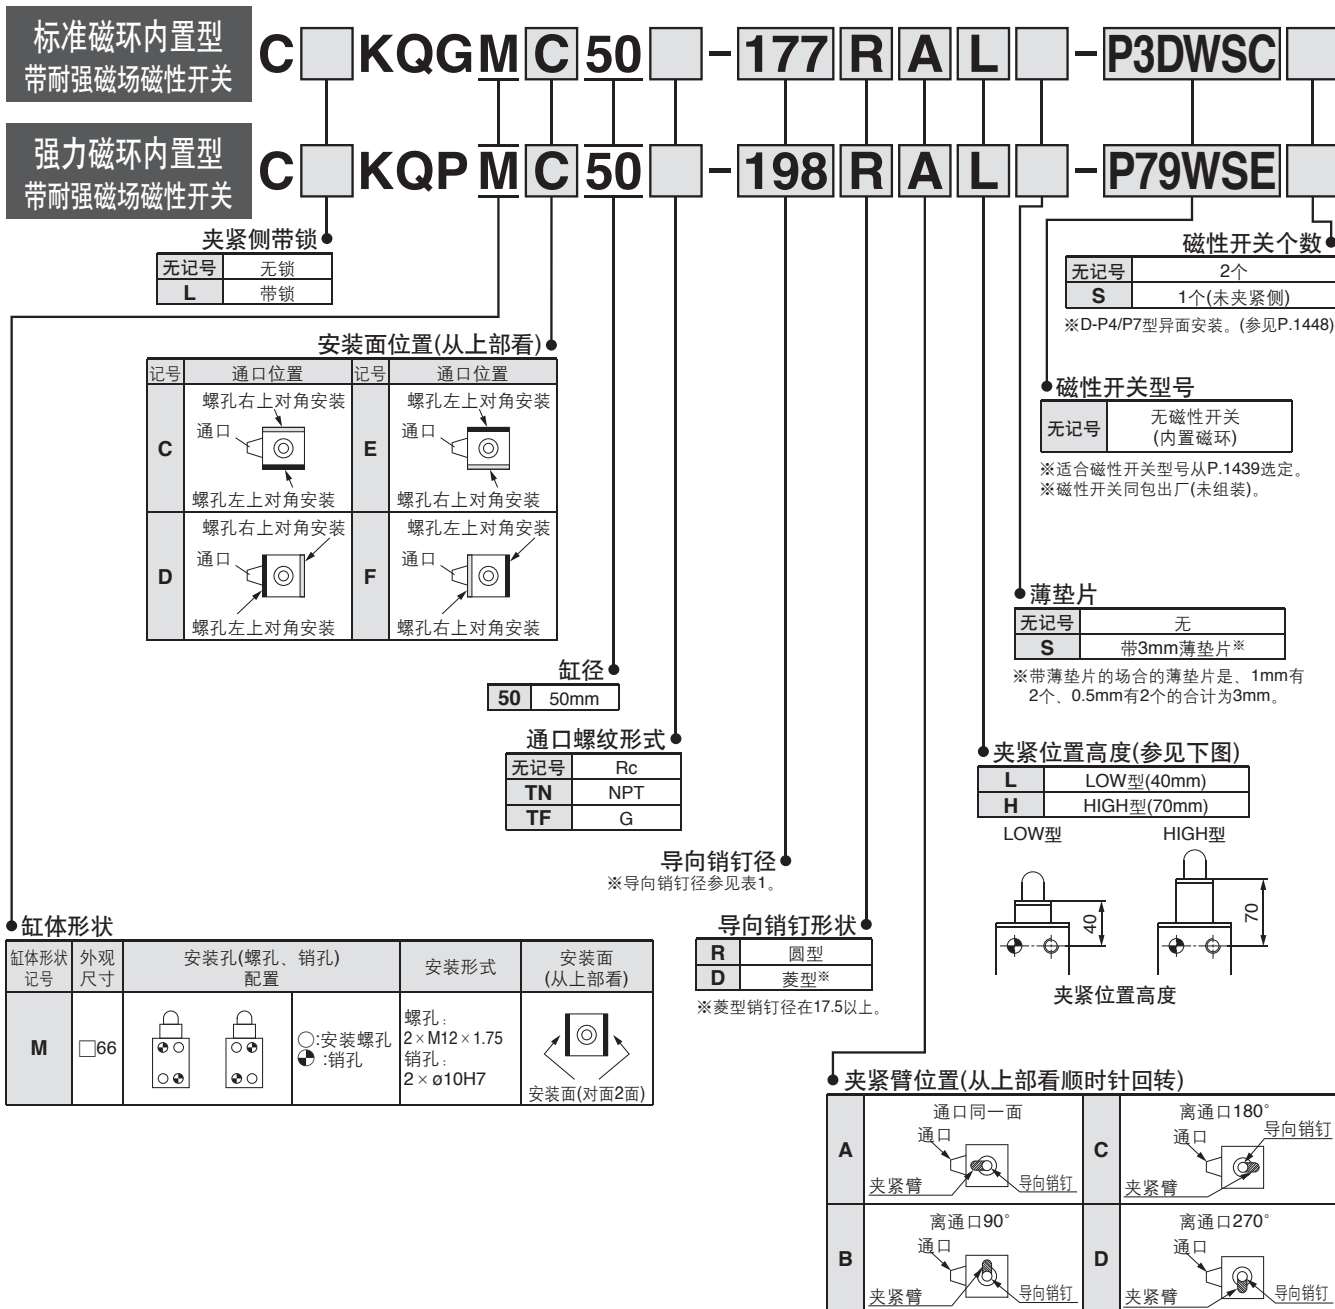 标准磁环内置型
带耐强磁场磁性开关
C□KQGMC50□-177RAL□-P3DWSC□
强力磁环内置型
带耐强磁场磁性开关
C□KQPMC50□-198RAL□-P79WSE□
夹紧侧带锁
无记号 无锁
L 带锁
磁性开关个数
无记号 2个
S 1个(未夹紧侧)
※D-P4/P7型异面安装。(参见P.1448)
安装面位置(从上部看)
记号 通口位置 记号 通口位置
C
螺孔右上对角安装
通口
螺孔左上对角安装
E
螺孔左上对角安装
通口
螺孔右上对角安装
D
螺孔右上对角安装
通口
螺孔左上对角安装
F
螺孔左上对角安装
通口
螺孔右上对角安装
磁性开关型号
无记号 无磁性开关
(内置磁环)
※适合磁性开关型号从P.1439选定。
※磁性开关同包出厂(未组装)。
薄垫片
无记号 无
S 带3mm薄垫片※
※带薄垫片的场合的薄垫片是、1mm有
2个、0.5mm有2个的合计为3mm。
缸径
50 50mm
通口螺纹形式
无记号 Rc
TN NPT
TF G
夹紧位置高度(参见下图)
L LOW型(40mm)
H HIGH型(70mm)
LOW型 HIGH型
40
70
夹紧位置高度
导向销钉径
※导向销钉径参见表1。
导向销钉形状
R 圆型
D 菱型※
※菱型销钉径在17.5以上。
缸体形状
缸体形状
记号
外观
尺寸
安装孔(螺孔、销孔)
配置
安装形式
安装面
(从上部看)
M
□66
○:安装螺孔
:销孔
螺孔:
2×M12×1.75
销孔:
2×ø10H7
安装面(对面2面)
夹紧臂位置(从上部看顺时针回转)
A
通口同一面
通口
夹紧臂
导向销钉
C
离通口180°
通口
导向销钉
夹紧臂
B
离通口90°
通口
夹紧臂
导向销钉
D
离通口270°
通口
夹紧臂
导向销钉